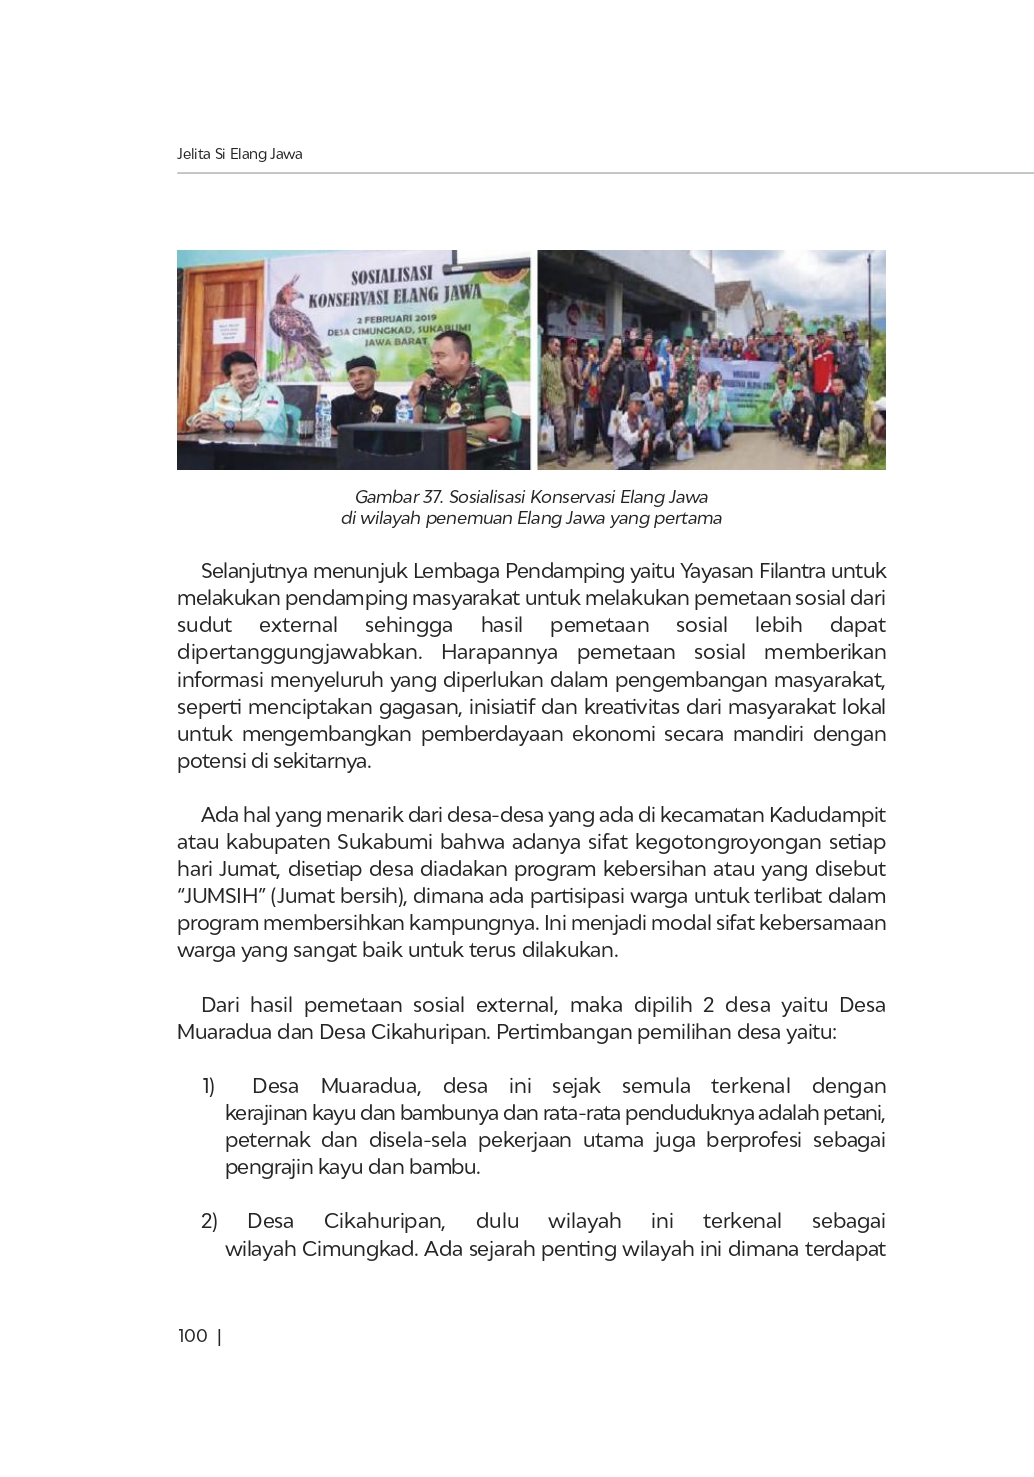 Jelita Si Elang Jawa
SOSIALISASI
KONSERVASI ELANG JAWA
2 FEBRUARI 2019
DESA CIMUNGKAD, SUKABUMI
JAWA BARAT
Gambar 37. Sosialisasi Konservasi Elang Jawa
di wilayah penemuan Elang Jawa yang pertama
Selanjutnya menunjuk Lembaga Pendamping yaitu Yayasan Filantra untuk
melakukan pendamping masyarakat untuk melakukan pemetaan sosial dari
sudut external sehingga hasil pemetaan sosial lebih dapat
dipertanggungjawabkan. Harapannya pemetaan sosial memberikan
informasi menyeluruh yang diperlukan dalam pengembangan masyarakat,
seperti menciptakan gagasan, inisiatif dan kreativitas dari masyarakat lokal
untuk mengembangkan pemberdayaan ekonomi secara mandiri dengan
potensi di sekitarnya.
Ada hal yang menarik dari desa-desa yang ada di kecamatan Kadudampit
atau kabupaten Sukabumi bahwa adanya sifat kegotongroyongan setiap
hari Jumat, disetiap desa diadakan program kebersihan atau yang disebut
“JUMSIH” (Jumat bersih), dimana ada partisipasi warga untuk terlibat dalam
program membersihkan kampungnya. Ini menjadi modal sifat kebersamaan
warga yang sangat baik untuk terus dilakukan.
Dari hasil pemetaan sosial external, maka dipilih 2 desa yaitu Desa
Muaradua dan Desa Cikahuripan. Pertimbangan pemilihan desa yaitu:
1) Desa Muaradua, desa ini sejak semula terkenal dengan
kerajinan kayu dan bambunya dan rata-rata penduduknya adalah petani,
peternak dan disela-sela pekerjaan utama juga berprofesi sebagai
pengrajin kayu dan bambu.
2) Desa Cikahuripan, dulu wilayah ini terkenal sebagai
wilayah Cimungkad. Ada sejarah penting wilayah ini dimana terdapat
100 |